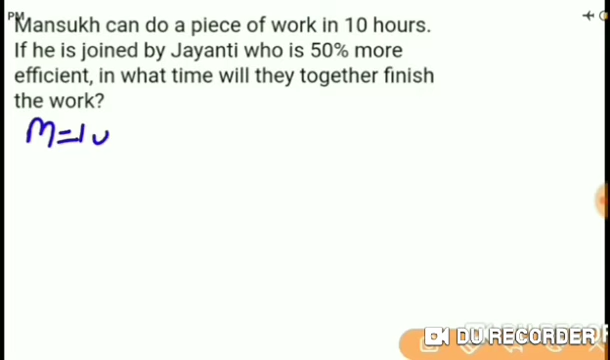 PM
Mansukh can do a piece of work in 10 hours.
If he is joined by Jayanti who is 50% more
efficient, in what time will they together finish
the work?
M=10
DU RECORDER